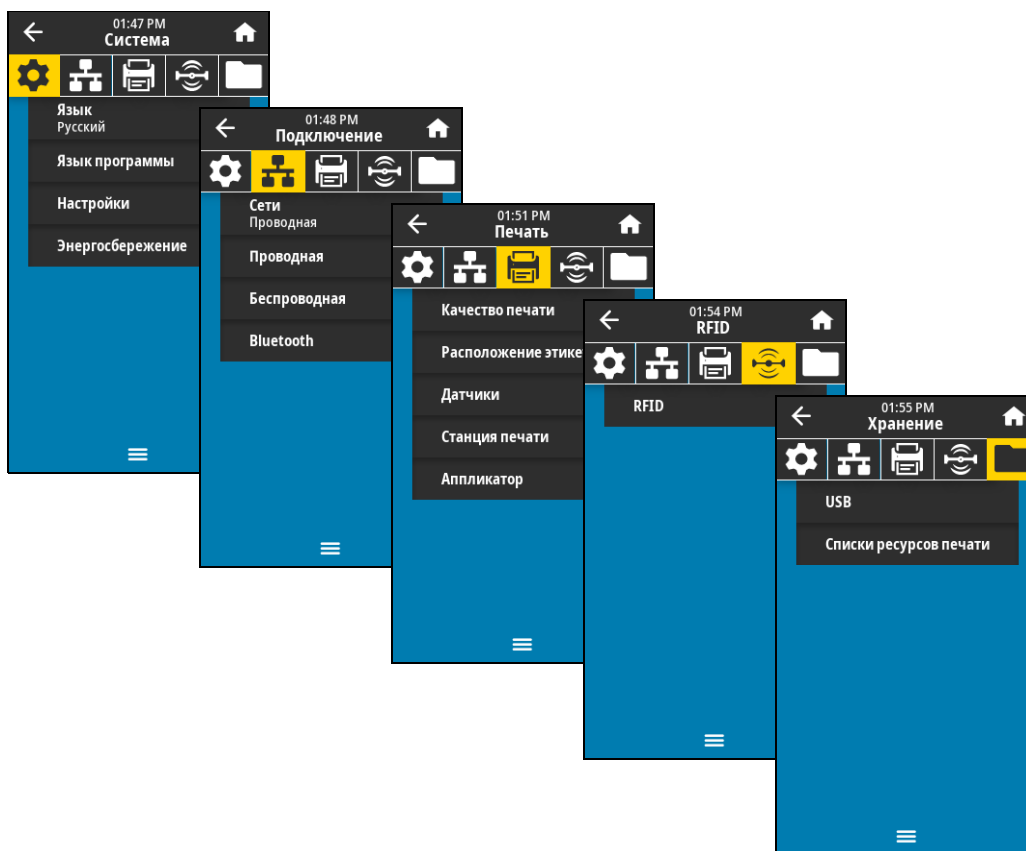 01:47 PM
Система
Язык
Русский
Язык программы
Настройки
Энергосбережение
01:48 PM
Подключение
Сети
Проводная
Проводная
Беспроводная
Bluetooth
01:51 PM
Печать
Качество печати
Расположение этике
Датчики
Станция печати
Аппликатор
01:54 PM
RFID
RFID
01:55 PM
Хранение
USB
Списки ресурсов печати